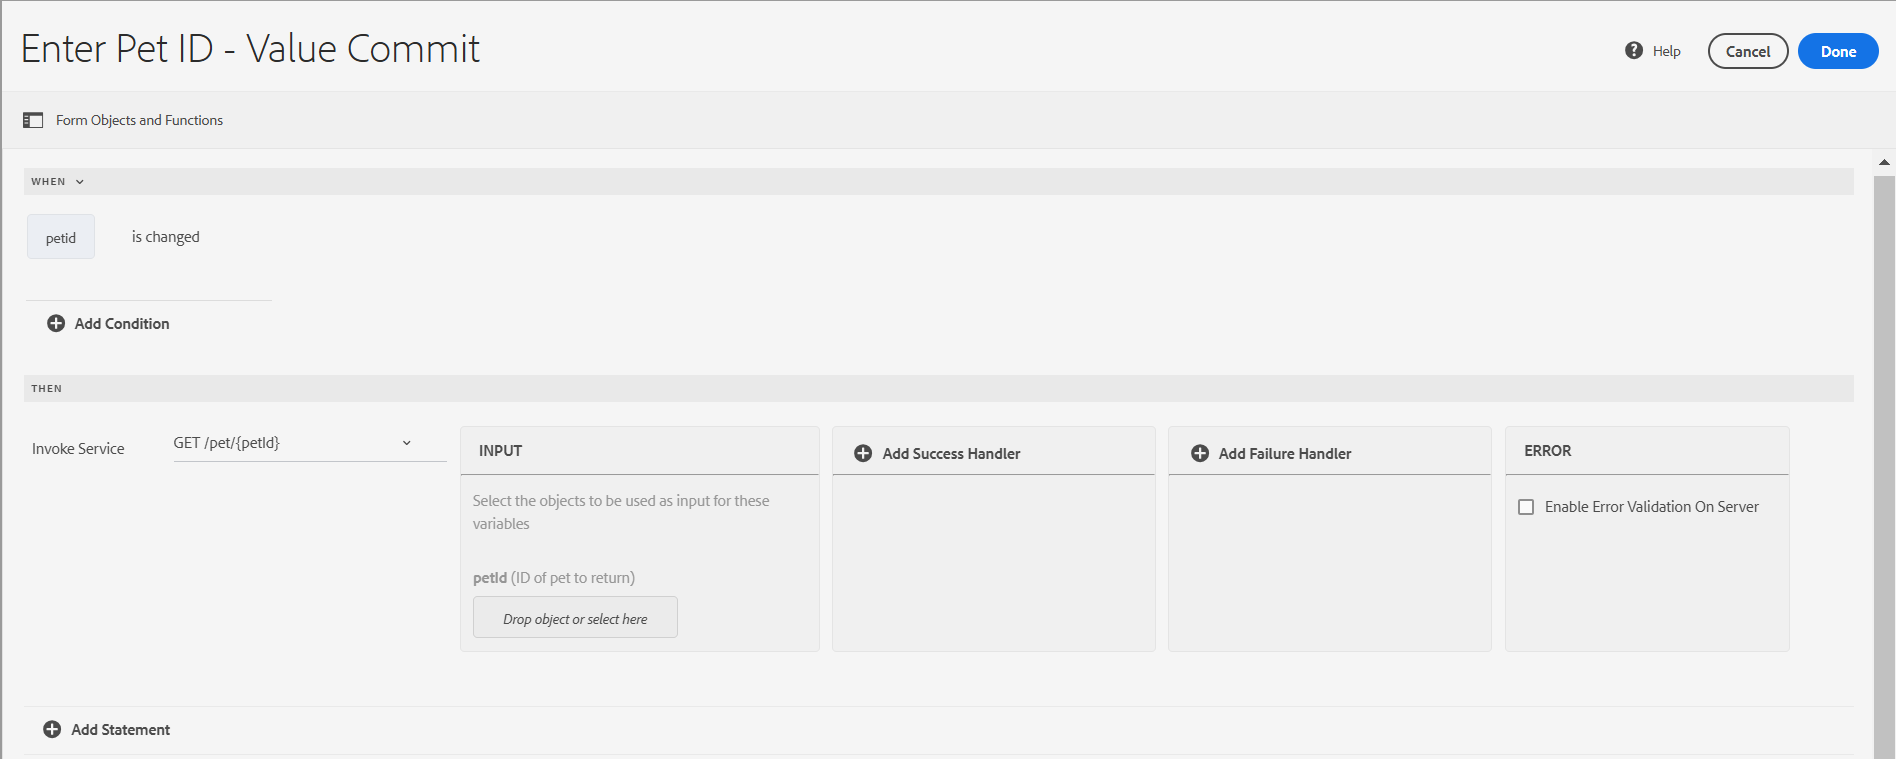 Enter Pet ID - Value Commit
Help
Cancel
Done
Form Objects and Functions
WHEN
petid
is changed
Add Condition
THEN
Invoke Service
GET /pet/{petId}
INPUT
Select the objects to be used as input for these
variables
petId (ID of pet to return)
Drop object or select here
Add Success Handler
Add Failure Handler
ERROR
Enable Error Validation On Server
Add Statement